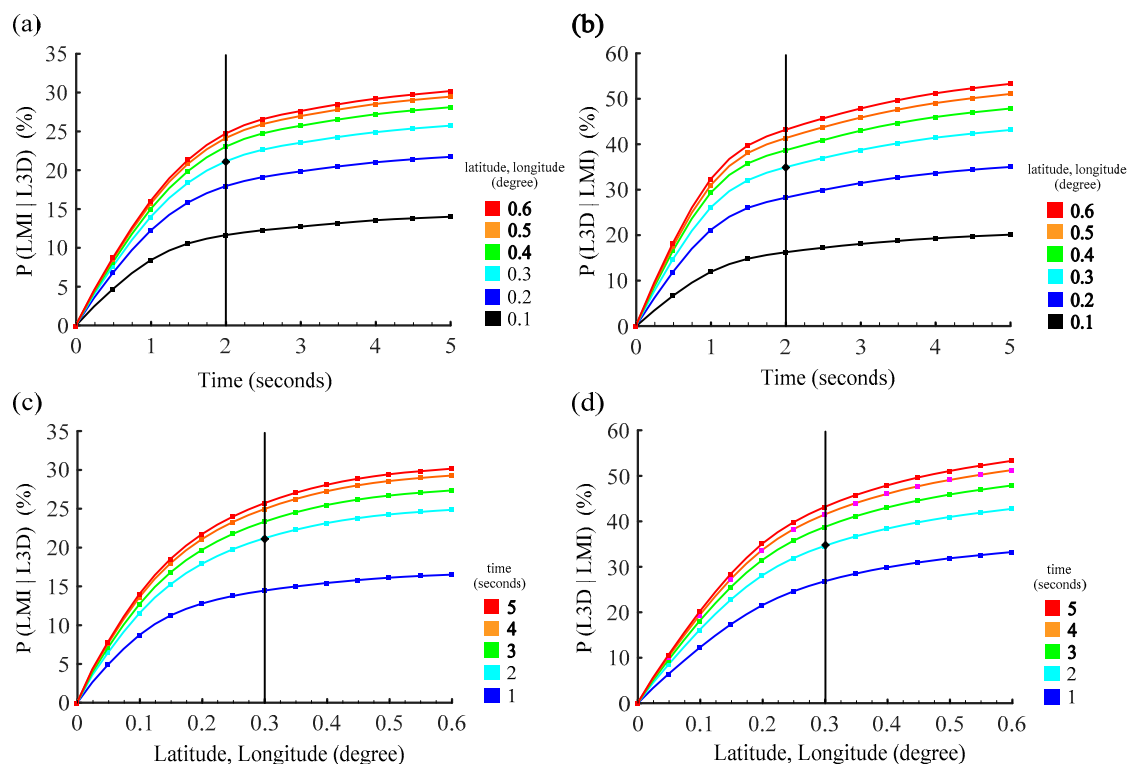 (a)
35
30
25
20
15
10
5
0
P (LMI | L3D) (%)
0 1 2 3 4 5
Time (seconds)
latitude, longitude
(degree)
0.6
0.5
0.4
0.3
0.2
0.1
(b)
60
50
40
30
20
10
0
P (L3D | LMI) (%)
0 1 2 3 4 5
Time (seconds)
latitude, longitude
(degree)
0.6
0.5
0.4
0.3
0.2
0.1
(c)
35
30
25
20
15
10
5
0
P (LMI | L3D) (%)
0 0.1 0.2 0.3 0.4 0.5 0.6
Latitude, Longitude (degree)
time
(seconds)
5
4
3
2
1
(d)
60
50
40
30
20
10
0
P (L3D | LMI) (%)
0 0.1 0.2 0.3 0.4 0.5 0.6
Latitude, Longitude (degree)
time
(seconds)
5
4
3
2
1